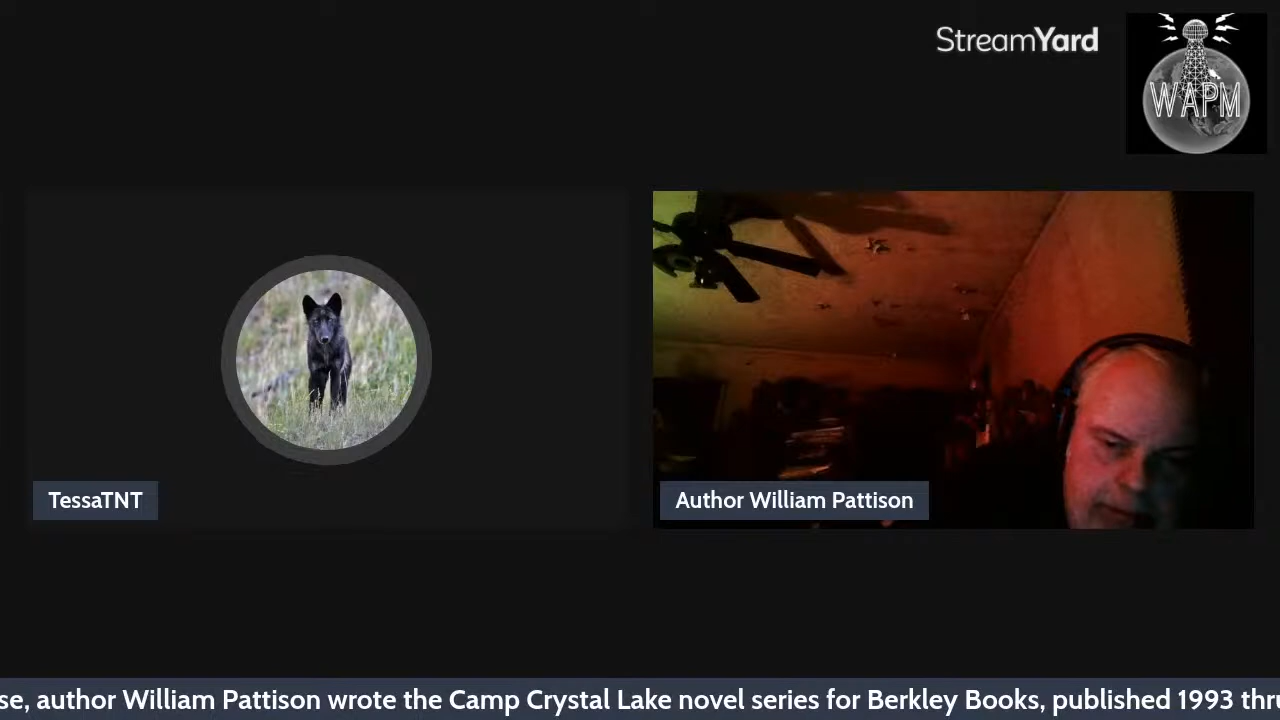 StreamYard
WAPM
TessaTNT
Author William Pattison
se, author William Pattison wrote the Camp Crystal Lake novel series for Berkley Books, published 1993 thr